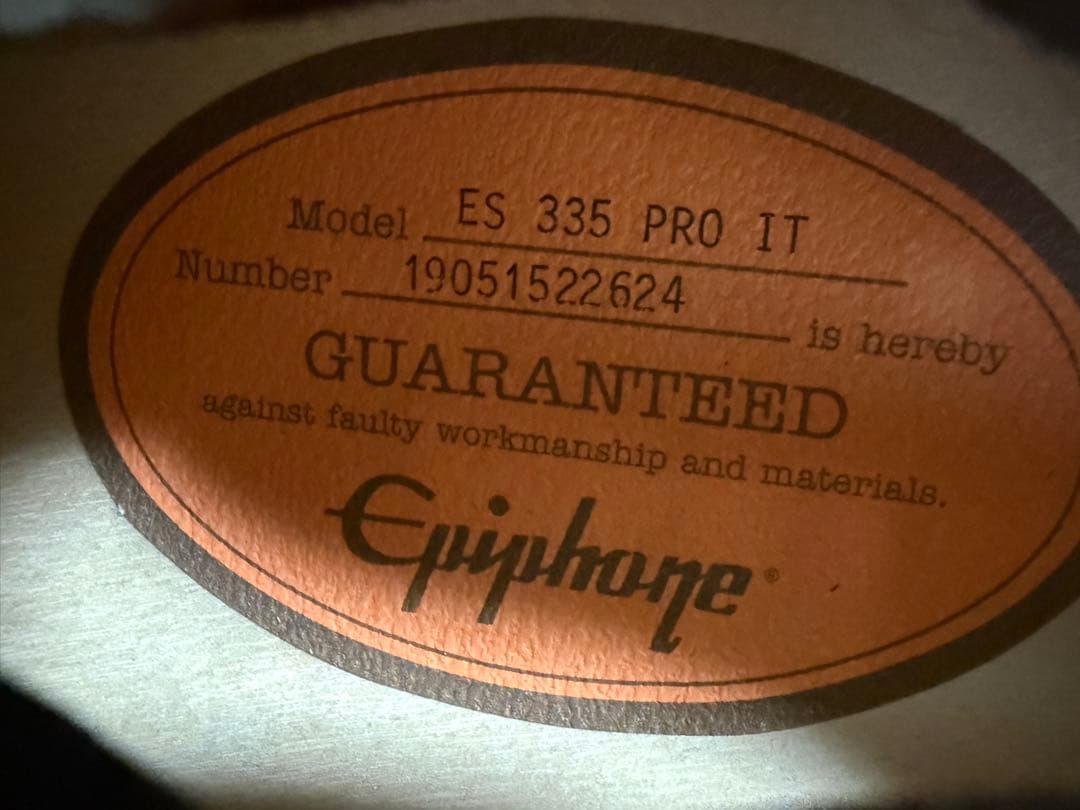 Model ES 335 PRO IT
Number 19051522624 is hereby
GUARANTEED
against faulty workmanship and materials.
Epiphone ®